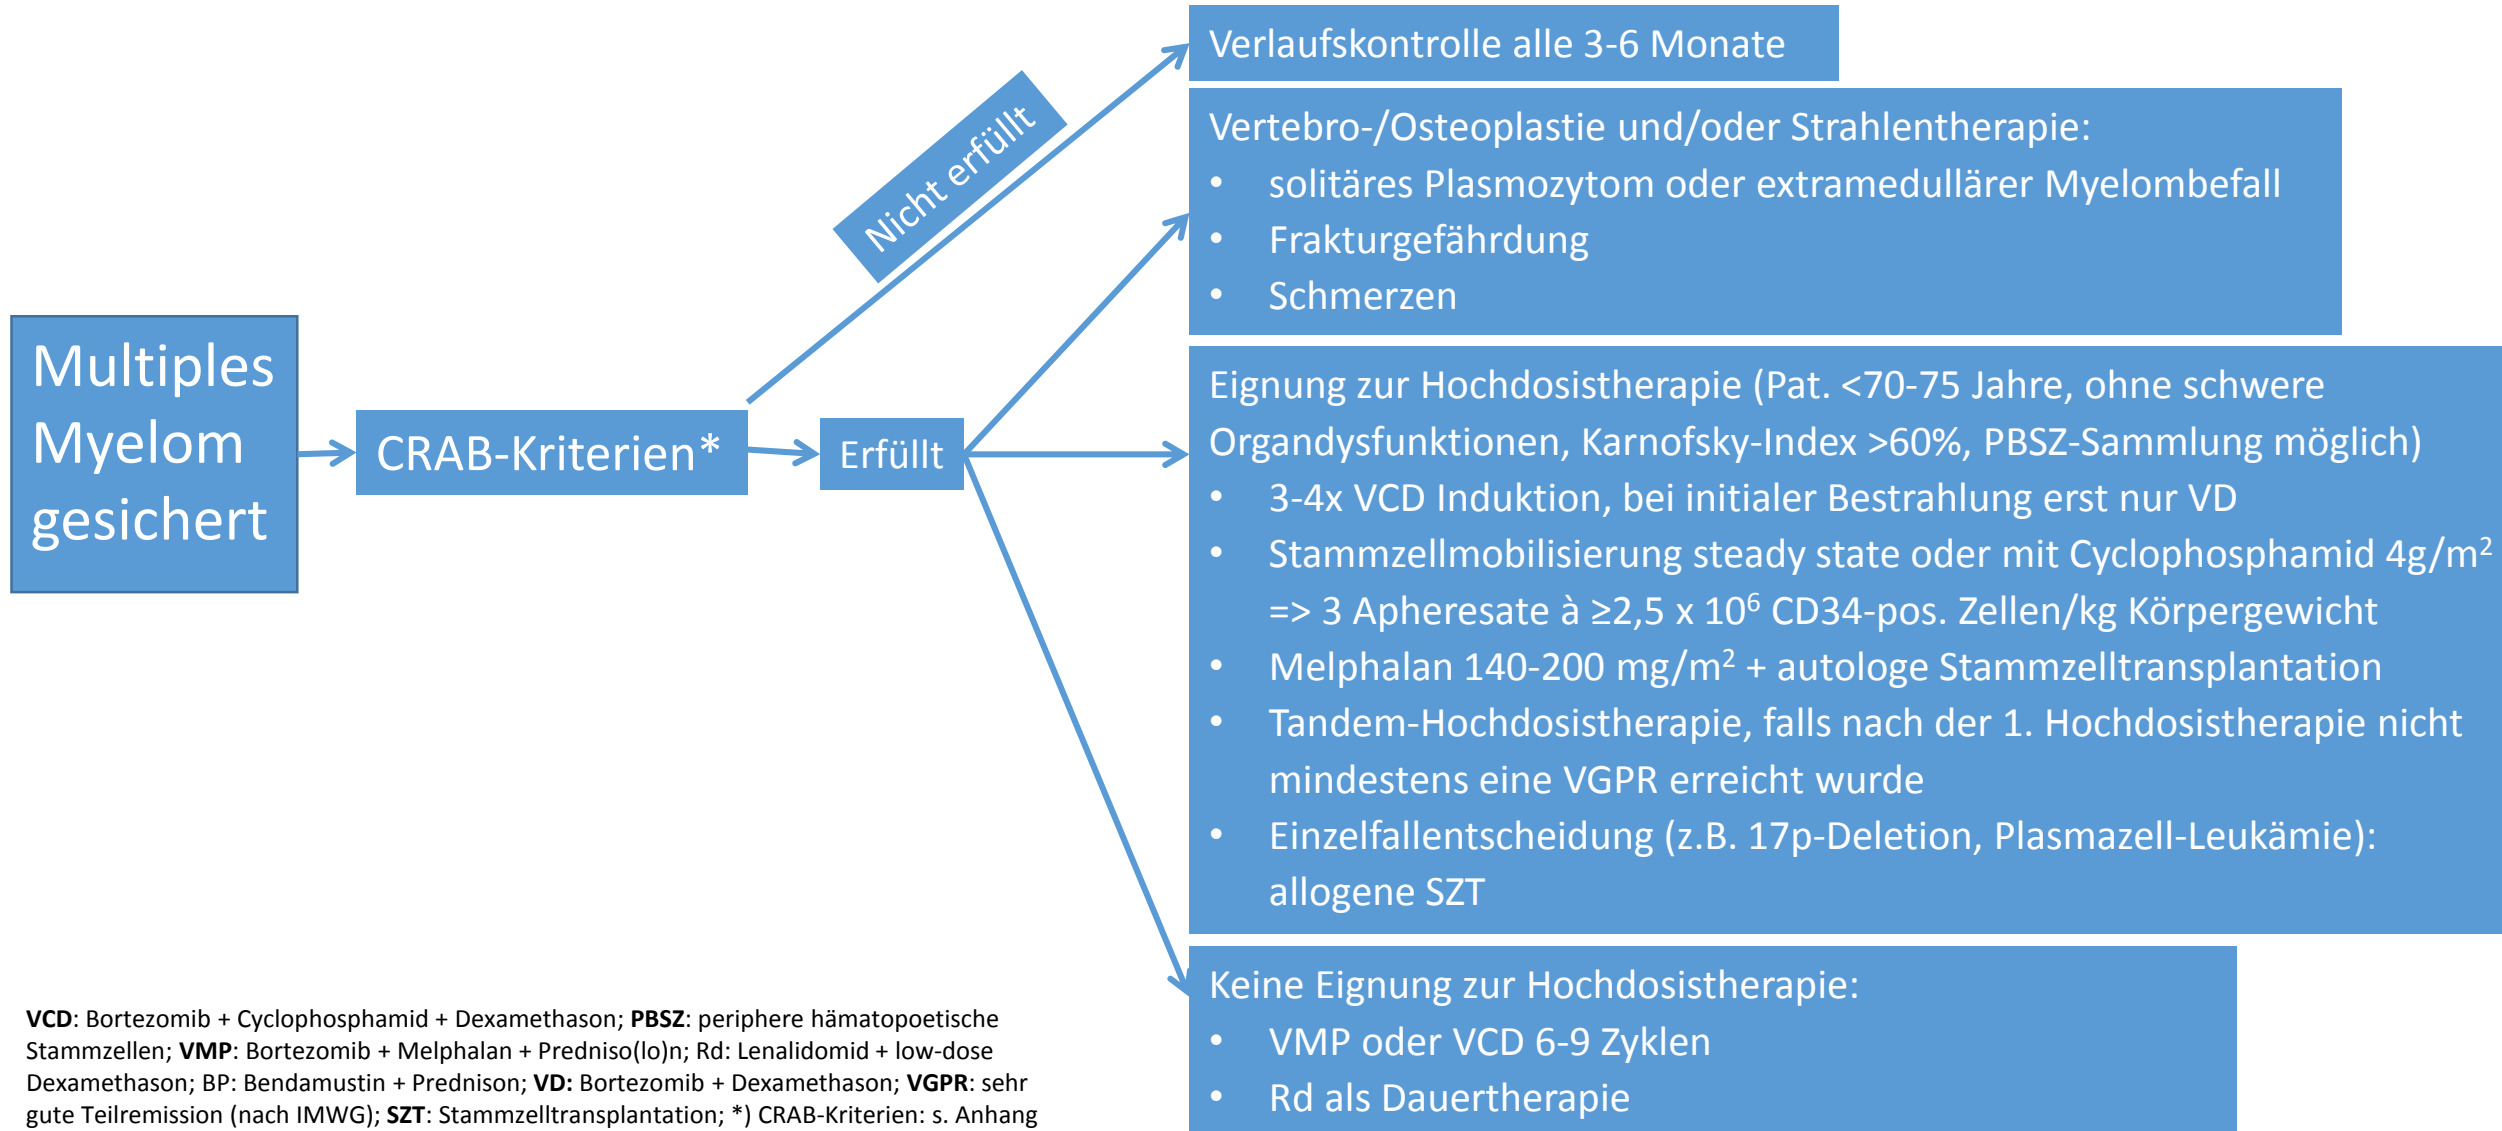 Multiples
Myelom
gesichert
CRAB-Kriterien*
Nicht erfüllt
Erfüllt
Verlaufskontrolle alle 3-6 Monate
Vertebro-/Osteoplastie und/oder Strahlentherapie:
• solitäres Plasmozytom oder extramedullärer Myelombefall
• Frakturgefährdung
• Schmerzen
Eignung zur Hochdosistherapie (Pat. <70-75 Jahre, ohne schwere
Organdysfunktionen, Karnofsky-Index >60%, PBSZ-Sammlung möglich)
• 3-4x VCD Induktion, bei initialer Bestrahlung erst nur VD
• Stammzellmobilisierung steady state oder mit Cyclophosphamid 4g/m²
=> 3 Apheresate à ≥2,5 x 10⁶ CD34-pos. Zellen/kg Körpergewicht
• Melphalan 140-200 mg/m² + autologe Stammzelltransplantation
• Tandem-Hochdosistherapie, falls nach der 1. Hochdosistherapie nicht
mindestens eine VGPR erreicht wurde
• Einzelfallentscheidung (z.B. 17p-Deletion, Plasmazell-Leukämie):
allogene SZT
Keine Eignung zur Hochdosistherapie:
• VMP oder VCD 6-9 Zyklen
• Rd als Dauertherapie
VCD: Bortezomib + Cyclophosphamid + Dexamethason; PBSZ: periphere hämatopoetische
Stammzellen; VMP: Bortezomib + Melphalan + Predniso(lo)n; Rd: Lenalidomid + low-dose
Dexamethason; BP: Bendamustin + Prednison; VD: Bortezomib + Dexamethason; VGPR: sehr
gute Teilremission (nach IMWG); SZT: Stammzelltransplantation; *) CRAB-Kriterien: s. Anhang